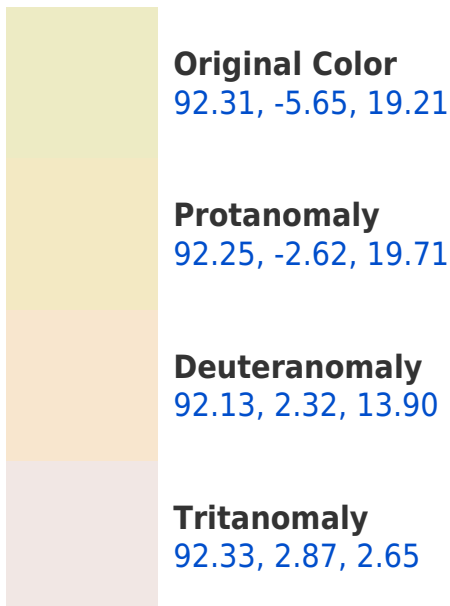 Original Color
92.31, -5.65, 19.21
Protanomaly
92.25, -2.62, 19.71
Deuteranomaly
92.13, 2.32, 13.90
Tritanomaly
92.33, 2.87, 2.65